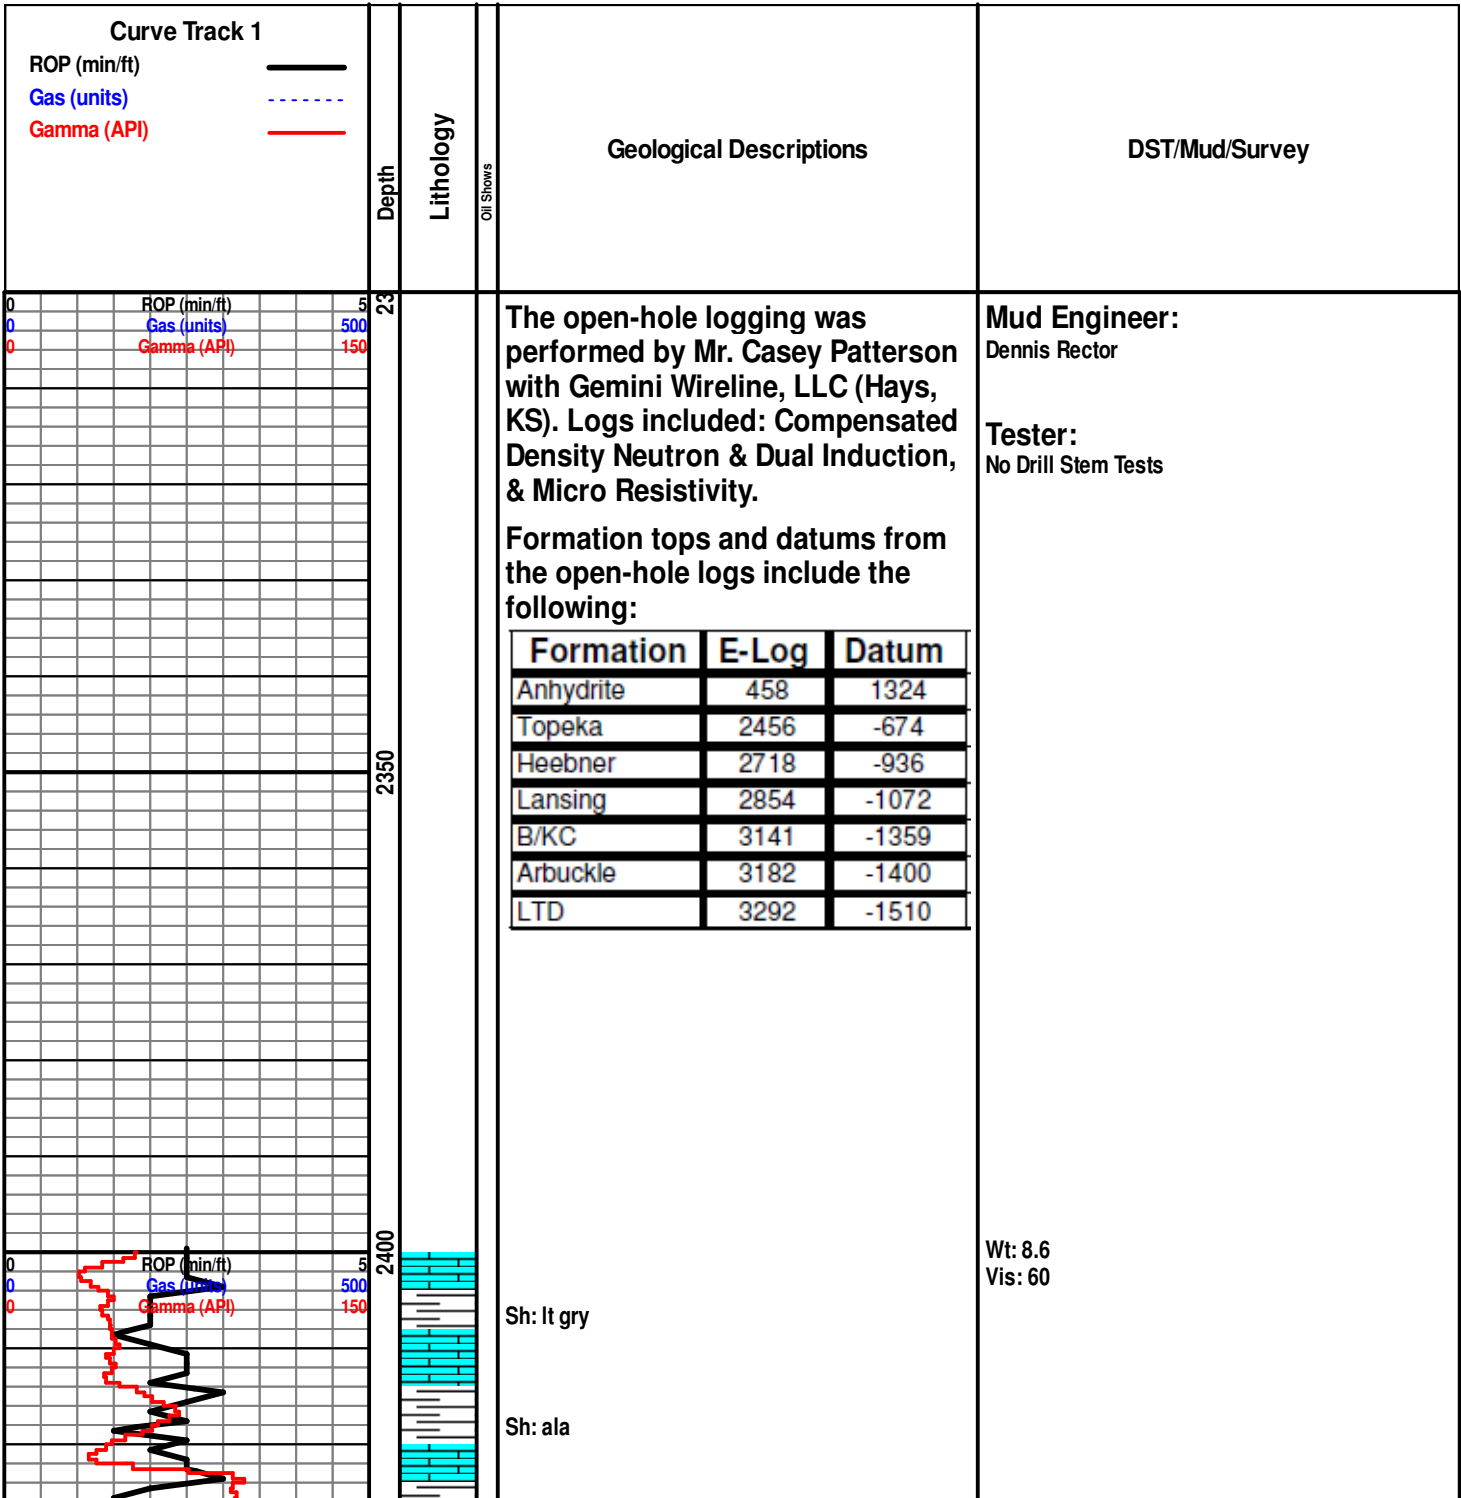 Curve Track 1
ROP (min/ft)
Gas (units)
Gamma (API)
Depth
Lithology
Oil Shows
Geological Descriptions
DST/Mud/Survey
0 ROP (min/ft) 5
0 Gas (units) 500
0 Gamma (API) 150
23
The open-hole logging was
performed by Mr. Casey Patterson
with Gemini Wireline, LLC (Hays,
KS). Logs included: Compensated
Density Neutron & Dual Induction,
& Micro Resistivity.
Formation tops and datums from
the open-hole logs include the
following:
Formation E-Log Datum
Anhydrite 458 1324
Topeka 2456 -674
Heebner 2718 -936
Lansing 2854 -1072
B/KC 3141 -1359
Arbuckle 3182 -1400
LTD 3292 -1510
Mud Engineer:
Dennis Rector
Tester:
No Drill Stem Tests
2350
2400
0 ROP (min/ft) 5
0 Gas (units) 500
0 Gamma (API) 150
Sh: lt gry
Sh: ala
Wt: 8.6
Vis: 60